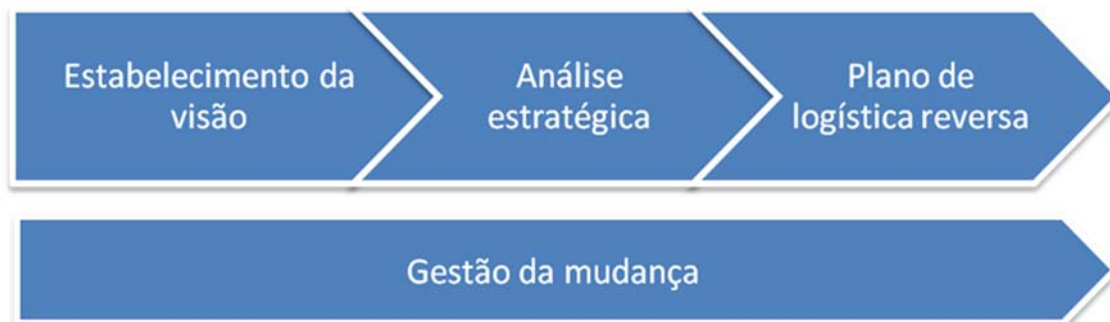 Estabelecimento da
visão
Análise
estratégica
Plano de
logística reversa
Gestão da mudança